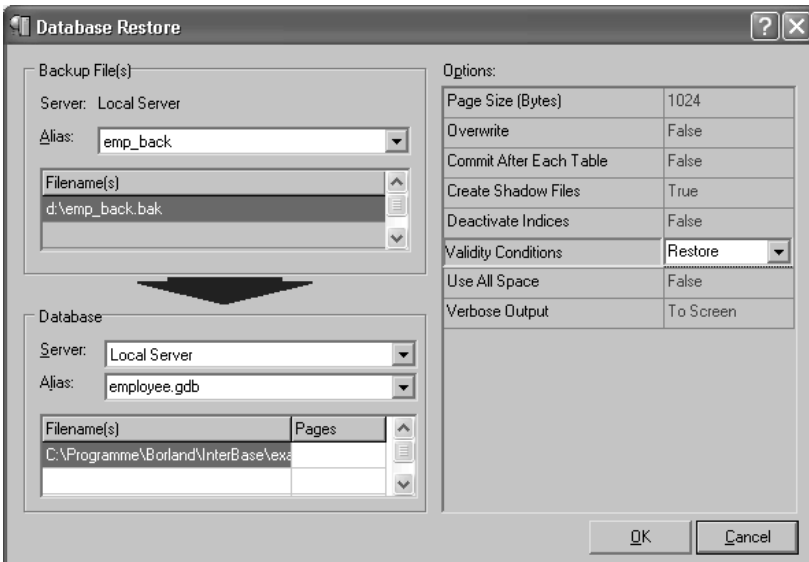 Database Restore
Backup File(s)
Server: Local Server
Alias: emp_back
Filename(s)
d:\emp_back.bak
Database
Server: Local Server
Alias: employee.gdb
Filename(s) Pages
C:\Programme\Borland\InterBase\exa
Options:
Page Size (Bytes) 1024
Overwrite False
Commit After Each Table False
Create Shadow Files True
Deactivate Indices False
Validity Conditions Restore
Use All Space False
Verbose Output To Screen
OK Cancel